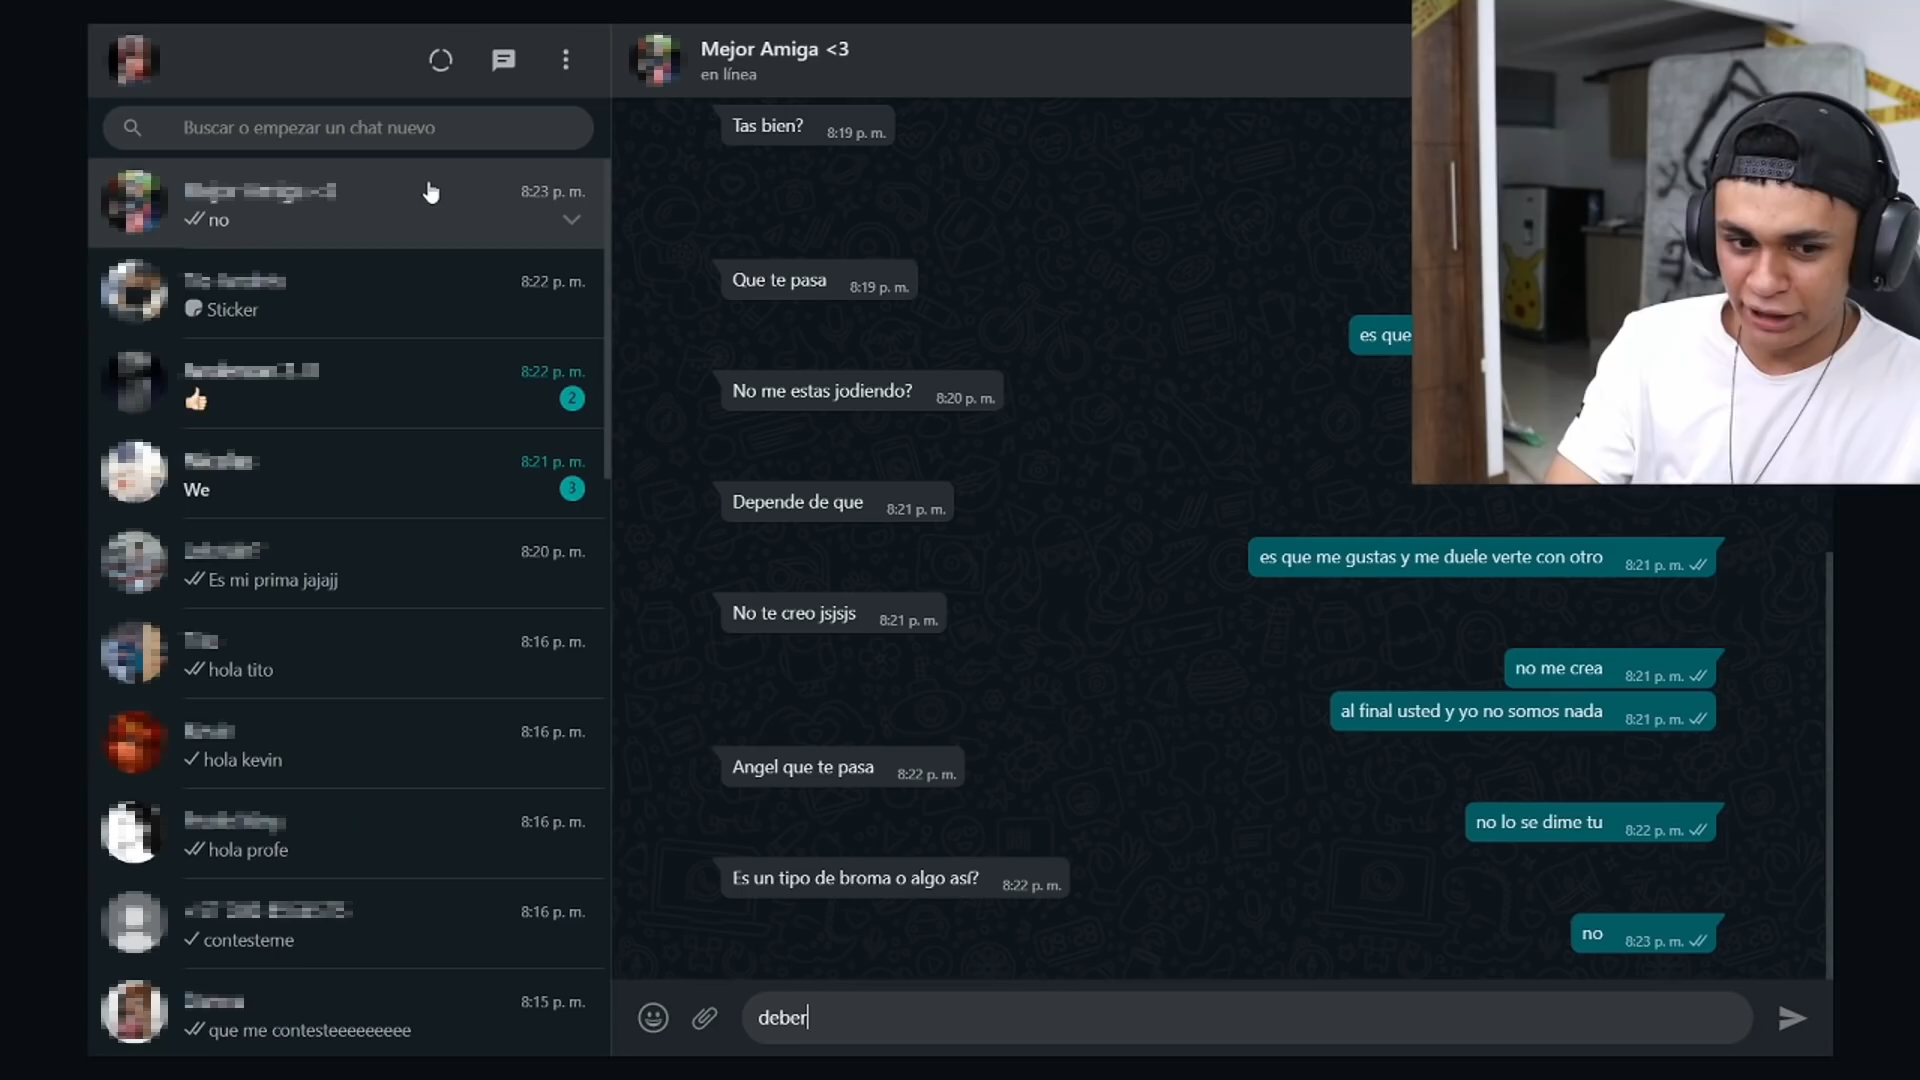 Mejor Amiga <3
en línea
Buscar o empezar un chat nuevo
8:23 p. m.
no
8:22 p. m.
Sticker
8:22 p. m.
👍🏻
2
8:21 p. m.
We
3
8:20 p. m.
Es mi prima jajajj
8:16 p. m.
hola tito
8:16 p. m.
hola kevin
8:16 p. m.
hola profe
8:16 p. m.
contesteme
8:15 p. m.
que me contesteeeeeeeee
Tas bien? 8:19 p. m.
Que te pasa 8:19 p. m.
es que
No me estas jodiendo? 8:20 p. m.
Depende de que 8:21 p. m.
es que me gustas y me duele verte con otro 8:21 p. m.
No te creo jsjsjs 8:21 p. m.
no me crea 8:21 p. m.
al final usted y yo no somos nada 8:21 p. m.
Angel que te pasa 8:22 p. m.
no lo se dime tu 8:22 p. m.
Es un tipo de broma o algo así? 8:22 p. m.
no 8:23 p. m.
deber